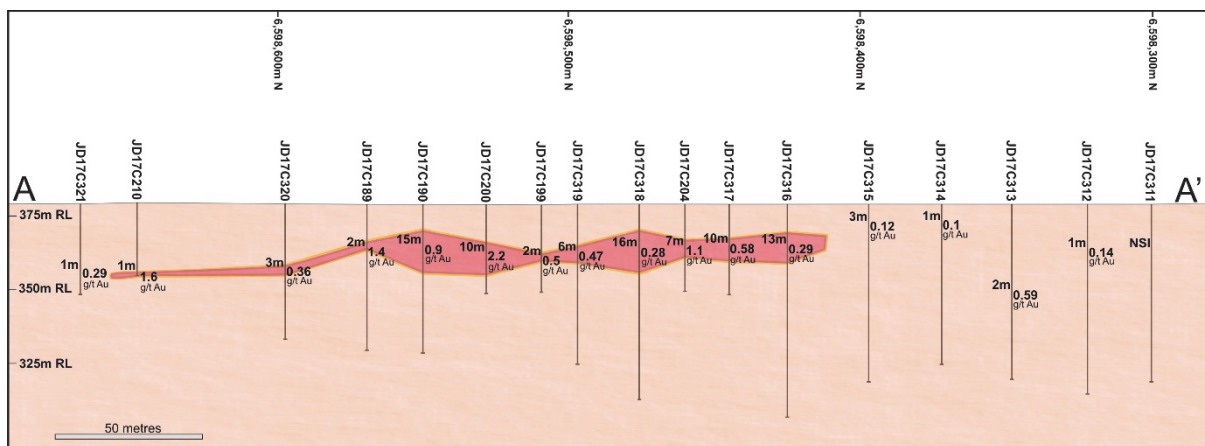 6,598,600m N
6,598,500m N
6,598,400m N
6,598,300m N
JD17C321
JD17C210
JD17C320
JD17C189
JD17C190
JD17C200
JD17C199
JD17C319
JD17C318
JD17C204
JD17C317
JD17C316
JD17C315
JD17C314
JD17C313
JD17C312
JD17C311
A
A'
375m RL
350m RL
325m RL
1m 0.29
g/t Au
1m 1.6
g/t Au
3m 0.36
g/t Au
2m 1.4
g/t Au
15m 0.9
g/t Au
10m 2.2
g/t Au
2m 0.5
g/t Au
6m 0.47
g/t Au
16m 0.28
g/t Au
7m 1.1
g/t Au
10m 0.58
g/t Au
13m 0.29
g/t Au
3m 0.12
g/t Au
1m 0.1
g/t Au
2m 0.59
g/t Au
1m 0.14
g/t Au
NSI
50 metres